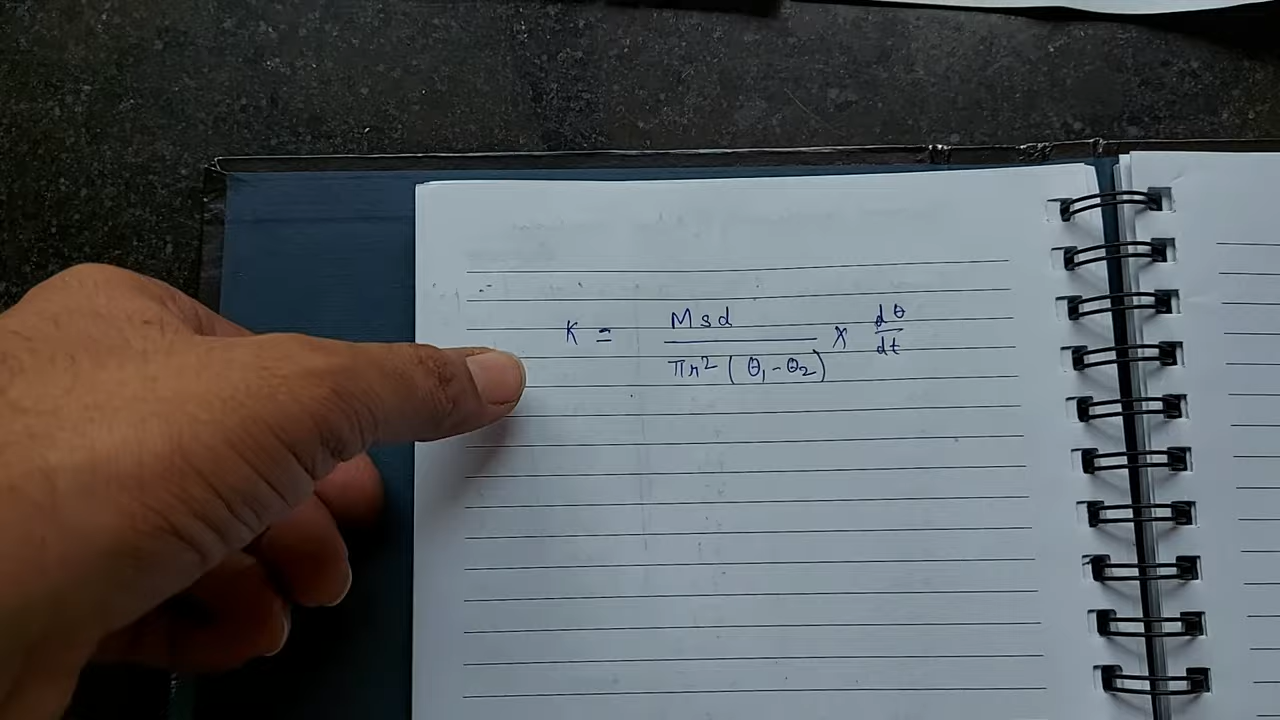 K = Msd / πr² (θ₁ - θ₂) X dθ / dt